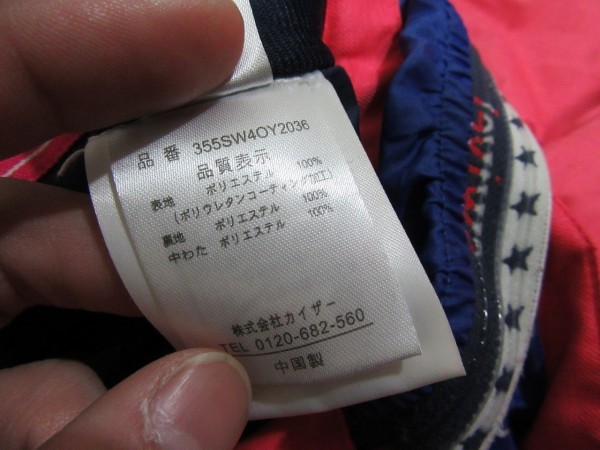 品 番 355SW4OY2036
品質表示
表地 ポリエステル 100%
(ポリウレタンコーティング加工)
裏地 ポリエステル 100%
中わた ポリエステル 100%
株式会社カイザー
TEL 0120-682-560
中国製